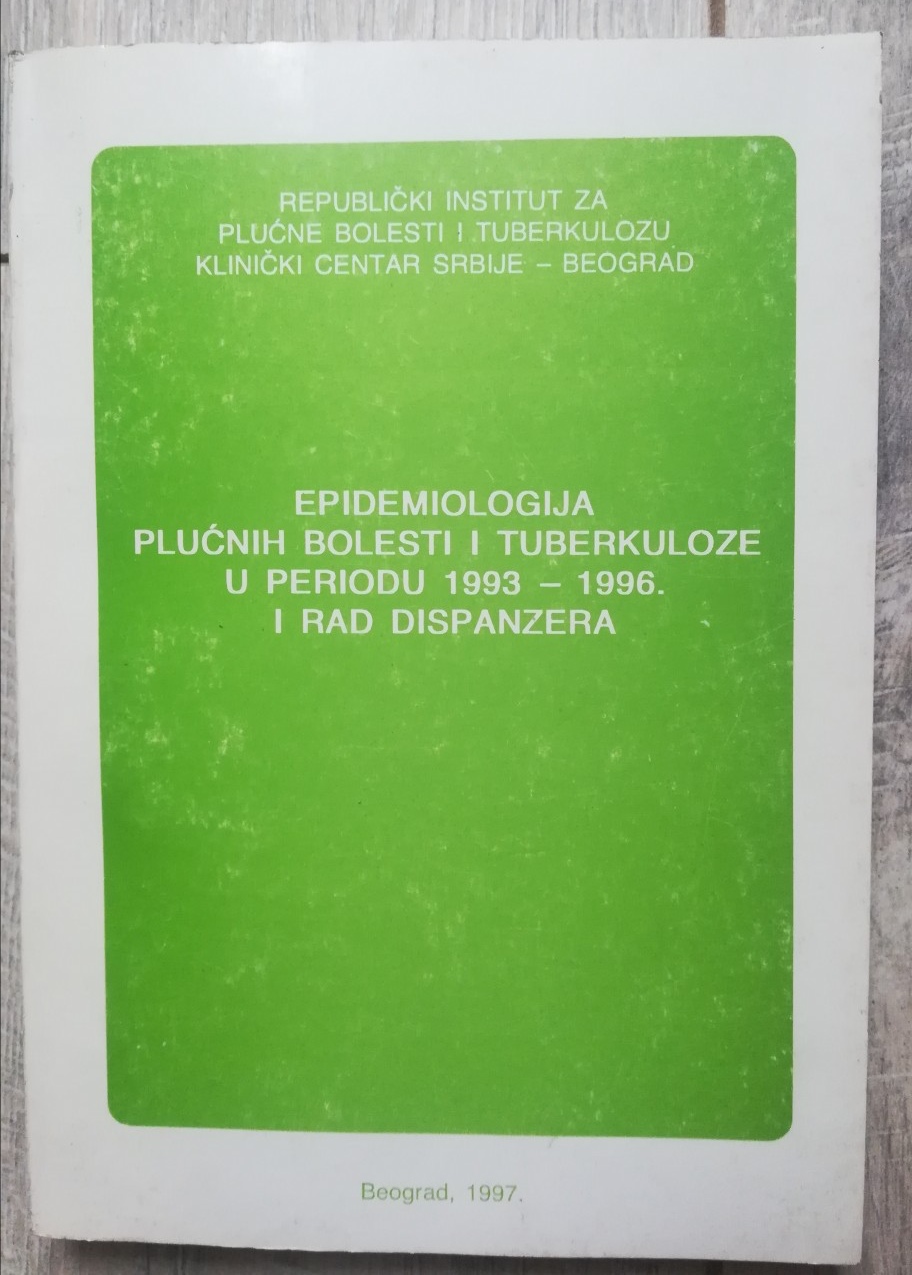 REPUBLIČKI INSTITUT ZA
PLUĆNE BOLESTI I TUBERKULOZU
KLINIČKI CENTAR SRBIJE – BEOGRAD
EPIDEMIOLOGIJA
PLUĆNIH BOLESTI I TUBERKULOZE
U PERIODU 1993 – 1996.
I RAD DISPANZERA
Beograd, 1997.